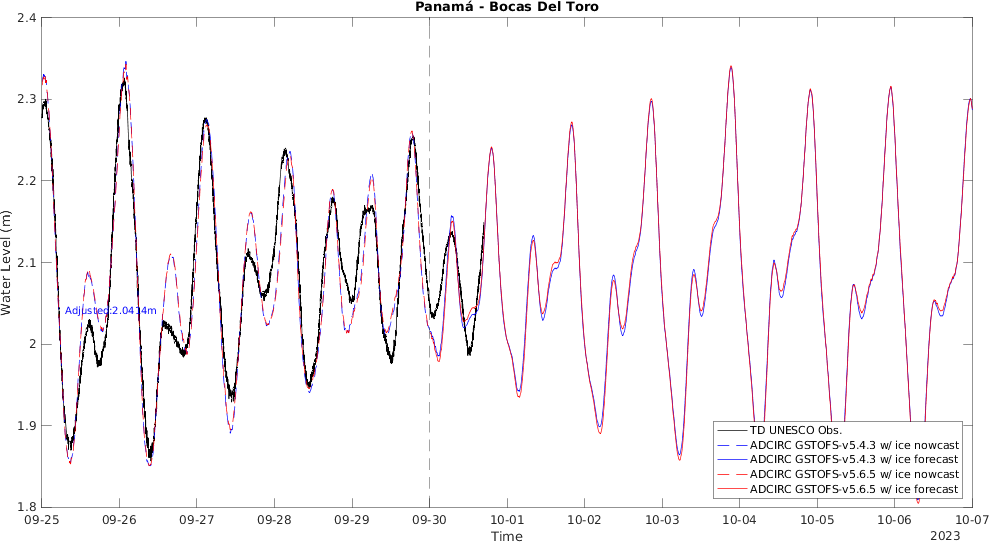 Panamá - Bocas Del Toro
2.4
2.3
2.2
2.1
2
1.9
1.8
Water Level (m)
Adjusted:2.0414m
TD UNESCO Obs.
ADCIRC GSTOFS-v5.4.3 w/ ice nowcast
ADCIRC GSTOFS-v5.4.3 w/ ice forecast
ADCIRC GSTOFS-v5.6.5 w/ ice nowcast
ADCIRC GSTOFS-v5.6.5 w/ ice forecast
09-25 09-26 09-27 09-28 09-29 09-30 10-01 10-02 10-03 10-04 10-05 10-06 10-07
Time
2023